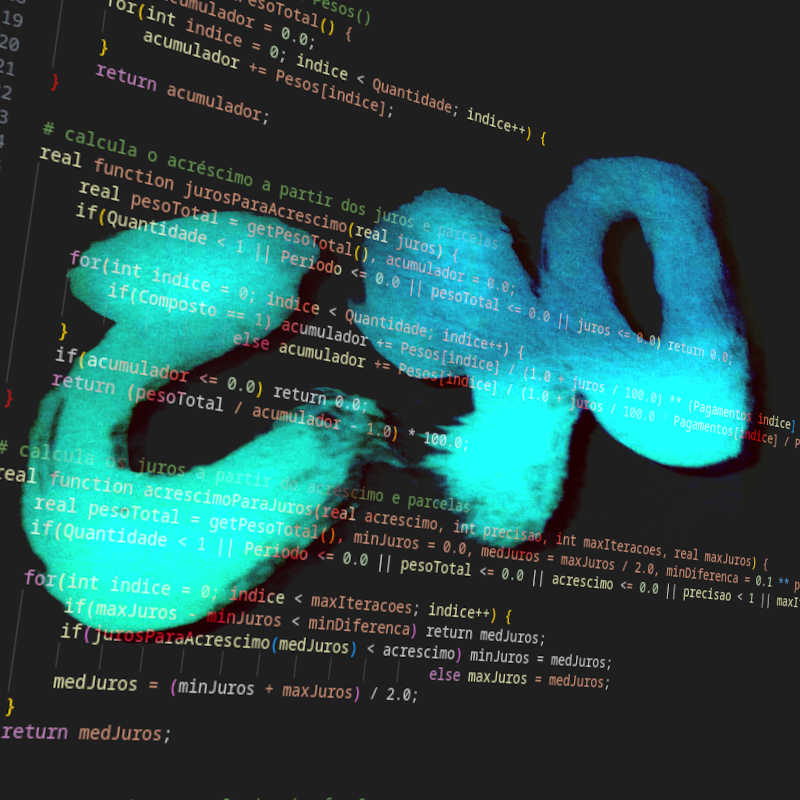 19
20
21
esoTotal() {
acumulador = 0.0;
for(int indice = 0; indice < Quantidade; indice++) {
acumulador += Pesos[indice];
}
return acumulador;
}
# calcula o acréscimo a partir dos juros e parcelas
real function jurosParaAcrescimo(real juros) {
real pesoTotal = getPesoTotal(), acumulador = 0.0;
if(Quantidade < 1 || Periodo <= 0.0 || pesoTotal <= 0.0 || juros <= 0.0) return 0.0;
for(int indice = 0; indice < Quantidade; indice++) {
if(Composto == 1) acumulador += Pesos[indice] / (1.0 + juros / 100.0) ** (Pagamentos[indice]
else acumulador += Pesos[indice] / (1.0 + juros / 100.0 * Pagamentos[indice] / P
}
if(acumulador <= 0.0) return 0.0;
return (pesoTotal / acumulador - 1.0) * 100.0;
}
# calcula os juros a partir do acréscimo e parcelas
real function acrescimoParaJuros(real acrescimo, int precisao, int maxIteracoes, real maxJuros) {
real pesoTotal = getPesoTotal(), minJuros = 0.0, medJuros = maxJuros / 2.0, minDiferenca = 0.1 ** p
if(Quantidade < 1 || Periodo <= 0.0 || pesoTotal <= 0.0 || acrescimo <= 0.0 || precisao < 1 || maxI
for(int indice = 0; indice < maxIteracoes; indice++) {
if(maxJuros - minJuros < minDiferenca) return medJuros;
if(jurosParaAcrescimo(medJuros) < acrescimo) minJuros = medJuros;
else maxJuros = medJuros;
medJuros = (minJuros + maxJuros) / 2.0;
}
return medJuros;